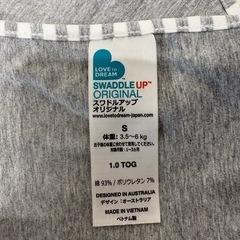 LOVE TO
DREAM™
SWADDLE UP™
ORIGINAL
スワドルアップ
オリジナル
www.lovetodream-japan.com
S
体重: 3.5~6 kg
1.0 TOG
綿 93% / ポリウレタン 7%
DESIGNED IN AUSTRALIA
デザイン:オーストラリア
MADE IN VIETNAM
ベトナム製